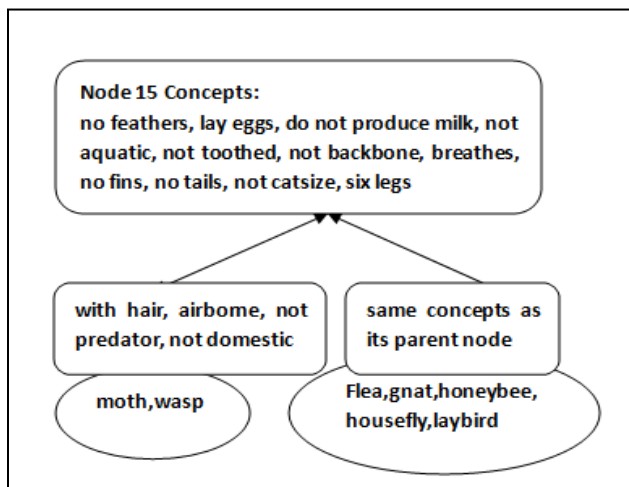 Node 15 Concepts:
no feathers, lay eggs, do not produce milk, not
aquatic, not toothed, not backbone, breathes,
no fins, no tails, not catsize, six legs
with hair, airborne, not
predator, not domestic
same concepts as
its parent node
moth,wasp
Flea,gnat,honeybee,
housefly,laybird